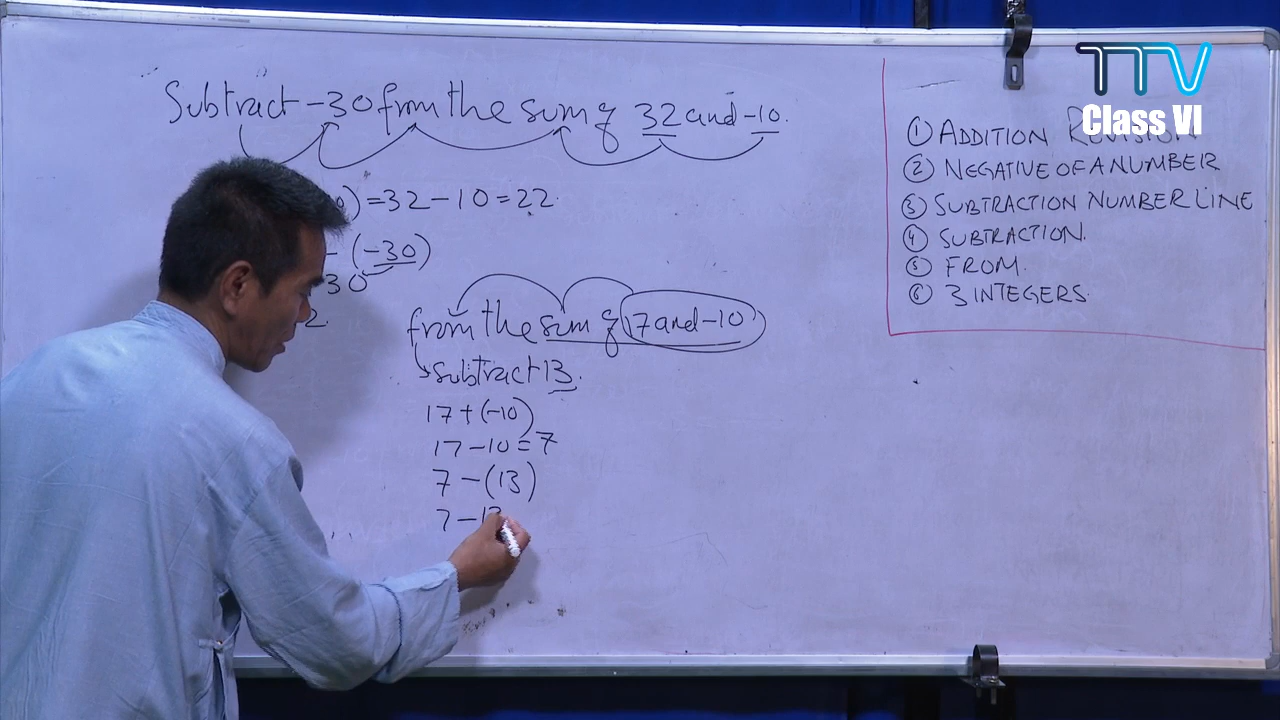 Subtract -30 from the sum of 32 and -10.
) = 32 - 10 = 22
- (-30)
30
2
from the sum of 17 and -10
Subtract 13.
17 + (-10)
17 - 10 = 7
7 - (13)
7 - 13
TTV
Class VI
① ADDITION REVISION
② NEGATIVE OF A NUMBER
③ SUBTRACTION NUMBER LINE
④ SUBTRACTION.
⑤ FROM.
⑥ 3 INTEGERS.